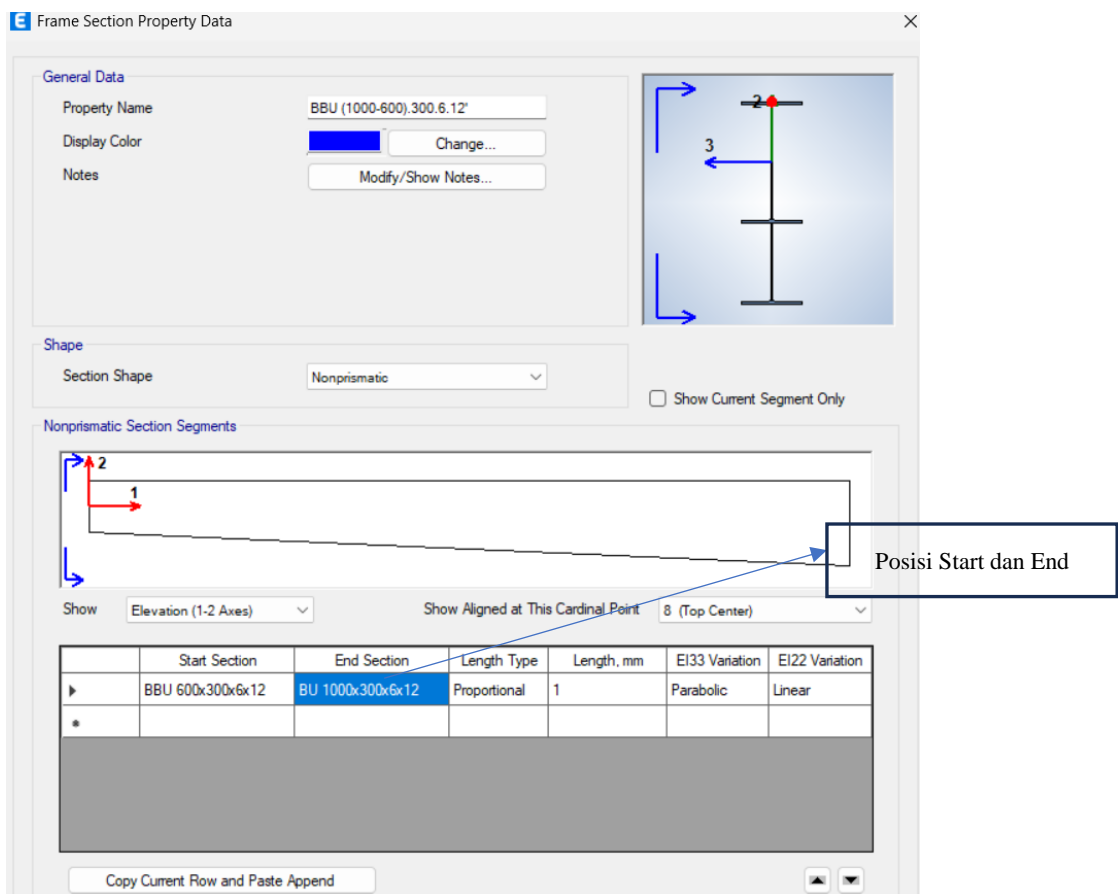 E Frame Section Property Data
General Data
Property Name BBU (1000-600).300.6.12'
Display Color Change...
Notes Modify/Show Notes...
2
3
Shape
Section Shape Nonprismatic
Show Current Segment Only
Nonprismatic Section Segments
2
1
Posisi Start dan End
Show Elevation (1-2 Axes) Show Aligned at This Cardinal Point 8 (Top Center)
Start Section End Section Length Type Length, mm EI33 Variation EI22 Variation
BBU 600x300x6x12 BU 1000x300x6x12 Proportional 1 Parabolic Linear
*
Copy Current Row and Paste Append